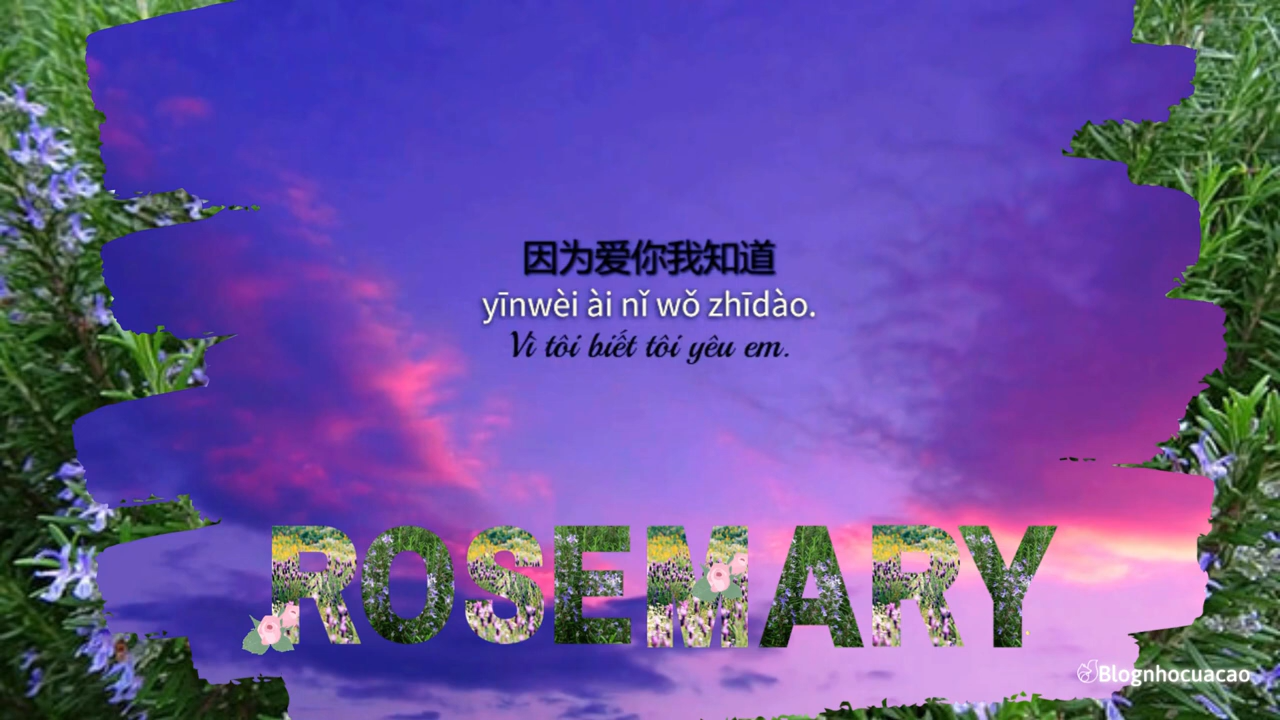 因为爱你我知道
yīnwèi ài nǐ wǒ zhīdào.
Vì tôi biết tôi yêu em.
ROSEMARY
Blognhocuacao